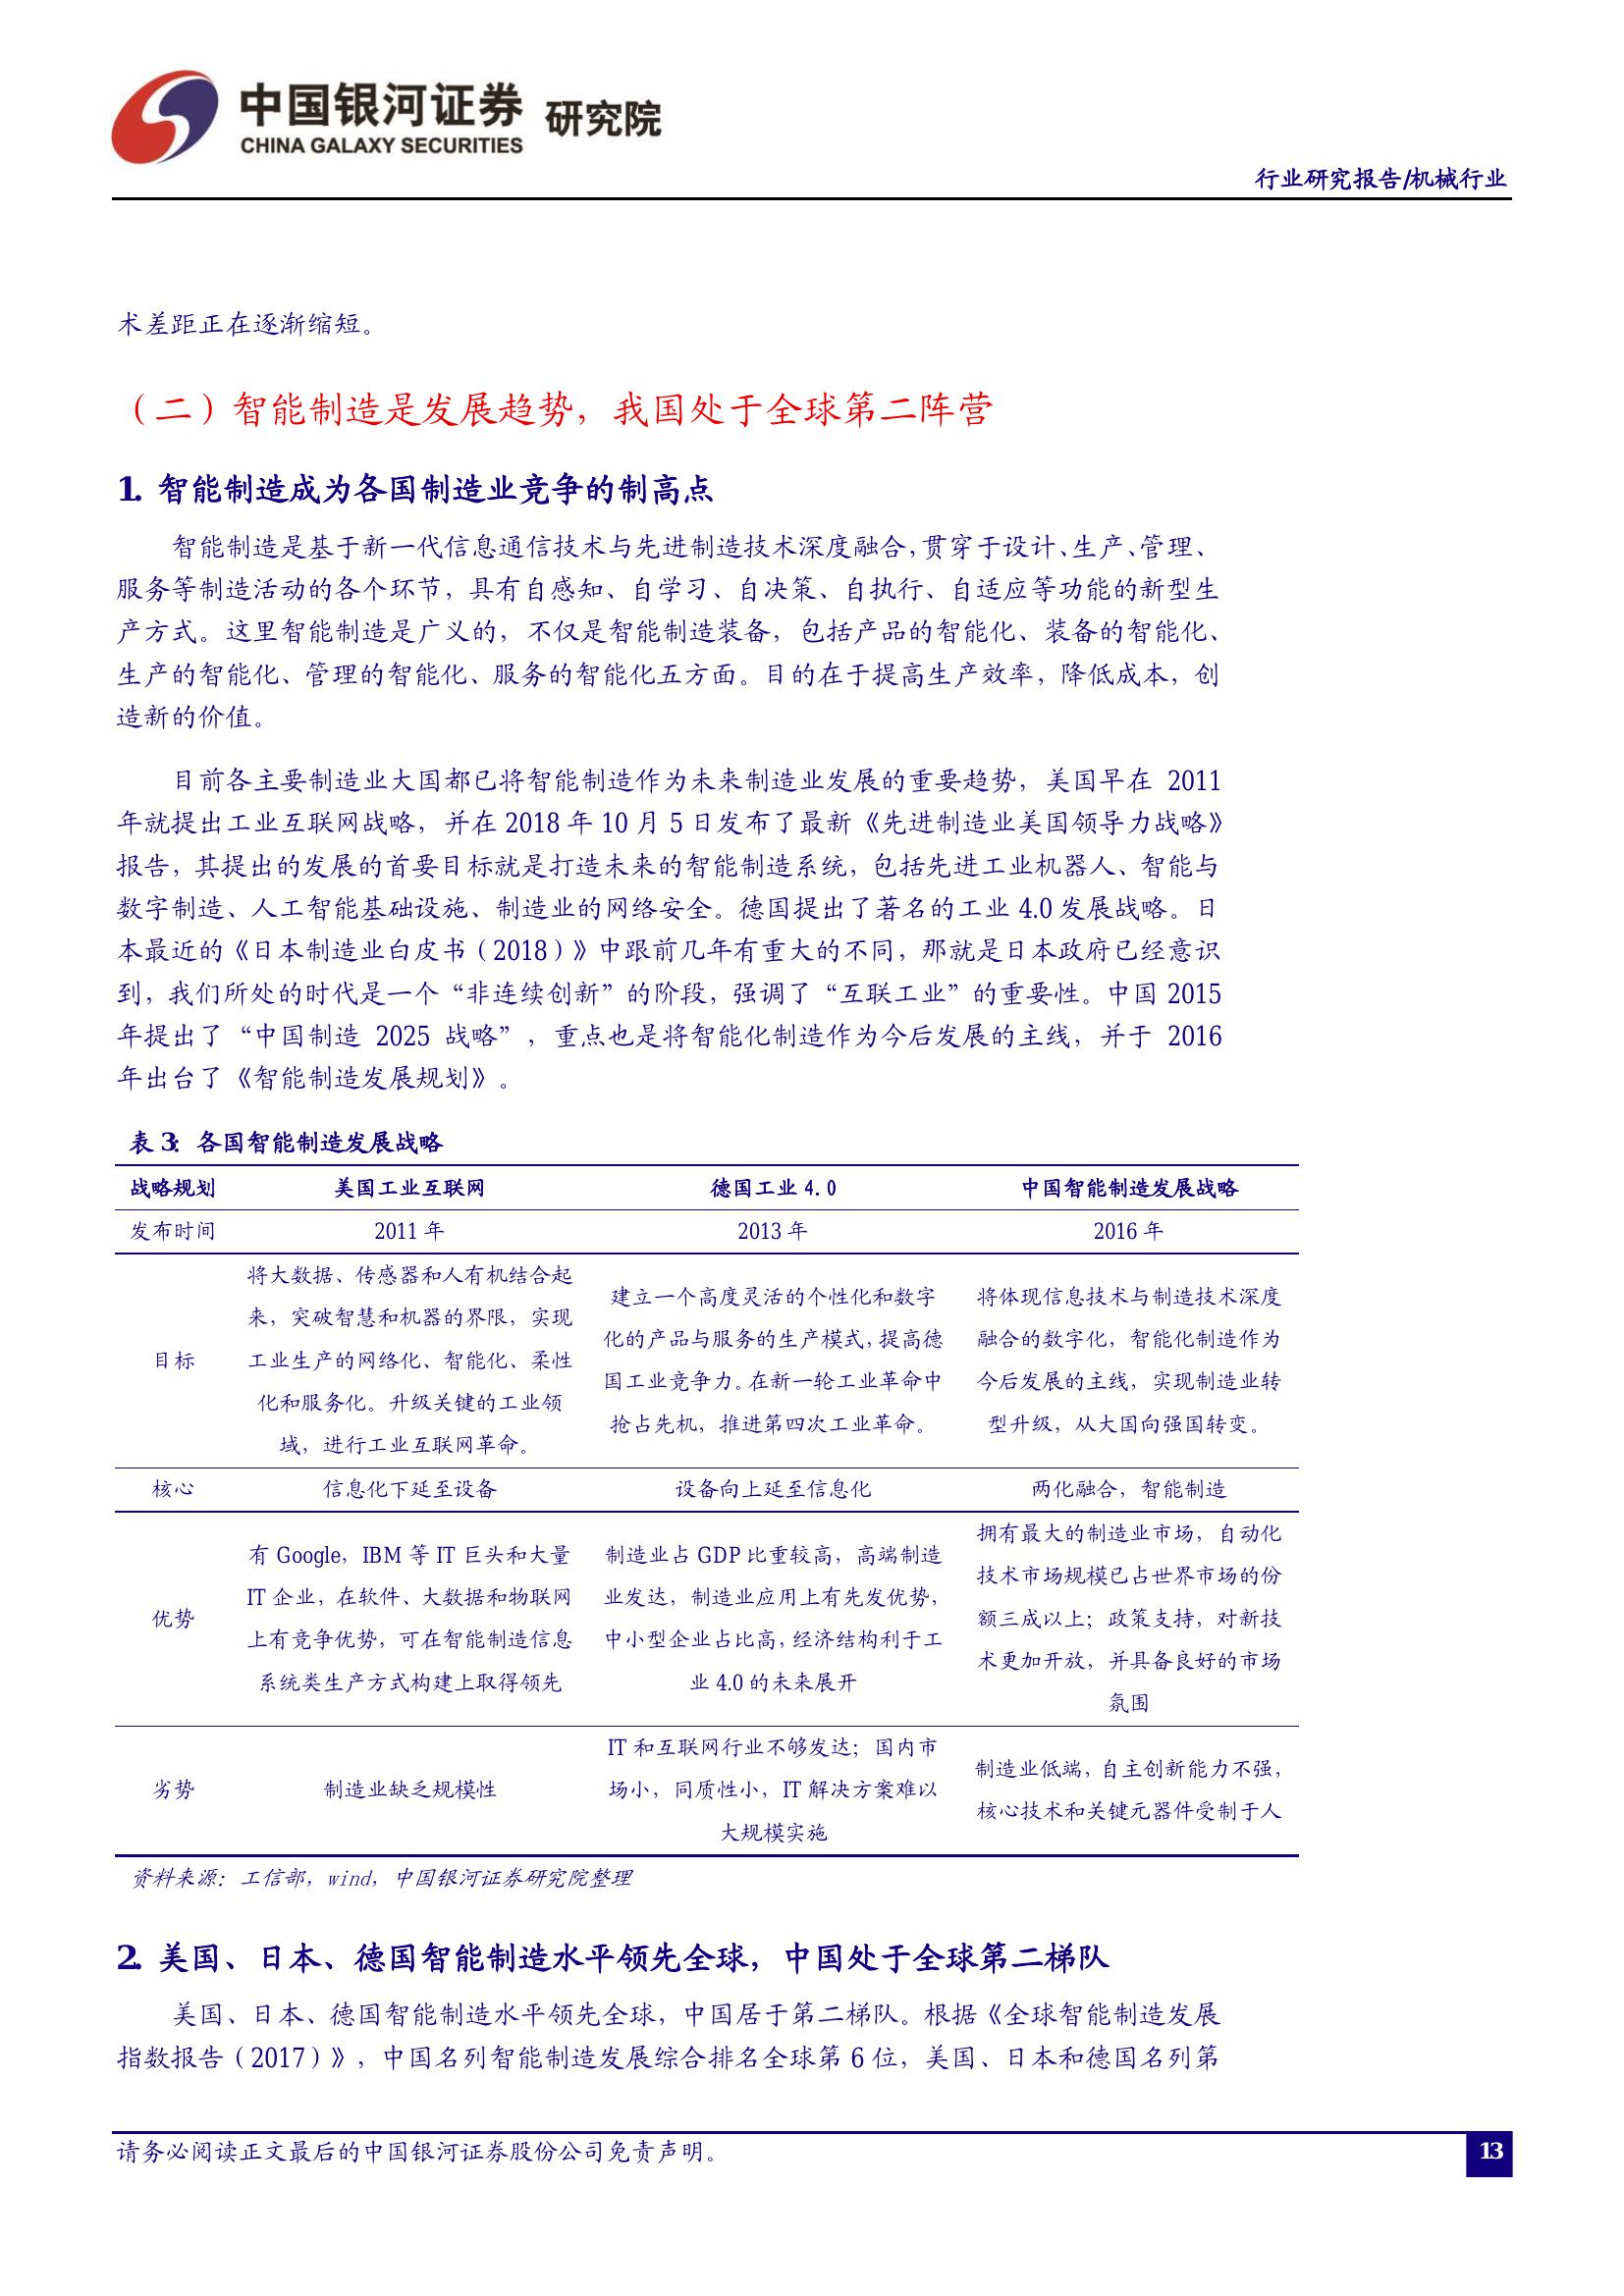 中国银河证券 研究院
CHINA GALAXY SECURITIES
行业研究报告/机械行业
术差距正在逐渐缩短。
（二）智能制造是发展趋势，我国处于全球第二阵营
1. 智能制造成为各国制造业竞争的制高点
智能制造是基于新一代信息通信技术与先进制造技术深度融合，贯穿于设计、生产、管理、
服务等制造活动的各个环节，具有自感知、自学习、自决策、自执行、自适应等功能的新型生
产方式。这里智能制造是广义的，不仅是智能制造装备，包括产品的智能化、装备的智能化、
生产的智能化、管理的智能化、服务的智能化五方面。目的在于提高生产效率，降低成本，创
造新的价值。
目前各主要制造业大国都已将智能制造作为未来制造业发展的重要趋势，美国早在 2011
年就提出工业互联网战略，并在 2018 年 10 月 5 日发布了最新《先进制造业美国领导力战略》
报告，其提出的发展的首要目标就是打造未来的智能制造系统，包括先进工业机器人、智能与
数字制造、人工智能基础设施、制造业的网络安全。德国提出了著名的工业 4.0 发展战略。日
本最近的《日本制造业白皮书（2018）》中跟前几年有重大的不同，那就是日本政府已经意识
到，我们所处的时代是一个“非连续创新”的阶段，强调了“互联工业”的重要性。中国 2015
年提出了“中国制造 2025 战略”，重点也是将智能化制造作为今后发展的主线，并于 2016
年出台了《智能制造发展规划》。
表 3：各国智能制造发展战略
战略规划 美国工业互联网 德国工业 4.0 中国智能制造发展战略
发布时间 2011 年 2013 年 2016 年
目标
将大数据、传感器和人有机结合起
来，突破智慧和机器的界限，实现
工业生产的网络化、智能化、柔性
化和服务化。升级关键的工业领
域，进行工业互联网革命。
建立一个高度灵活的个性化和数字
化的产品与服务的生产模式，提高德
国工业竞争力。在新一轮工业革命中
抢占先机，推进第四次工业革命。
将体现信息技术与制造技术深度
融合的数字化，智能化制造作为
今后发展的主线，实现制造业转
型升级，从大国向强国转变。
核心 信息化下延至设备 设备向上延至信息化 两化融合，智能制造
优势
有 Google，IBM 等 IT 巨头和大量
IT 企业，在软件、大数据和物联网
上有竞争优势，可在智能制造信息
系统类生产方式构建上取得领先
制造业占 GDP 比重较高，高端制造
业发达，制造业应用上有先发优势，
中小型企业占比高，经济结构利于工
业 4.0 的未来展开
拥有最大的制造业市场，自动化
技术市场规模已占世界市场的份
额三成以上；政策支持，对新技
术更加开放，并具备良好的市场
氛围
劣势
制造业缺乏规模性
IT 和互联网行业不够发达；国内市
场小，同质性小，IT 解决方案难以
大规模实施
制造业低端，自主创新能力不强，
核心技术和关键元器件受制于人
资料来源：工信部，wind，中国银河证券研究院整理
2. 美国、日本、德国智能制造水平领先全球，中国处于全球第二梯队
美国、日本、德国智能制造水平领先全球，中国居于第二梯队。根据《全球智能制造发展
指数报告（2017）》，中国名列智能制造发展综合排名全球第 6 位，美国、日本和德国名列第
请务必阅读正文最后的中国银河证券股份公司免责声明。
13